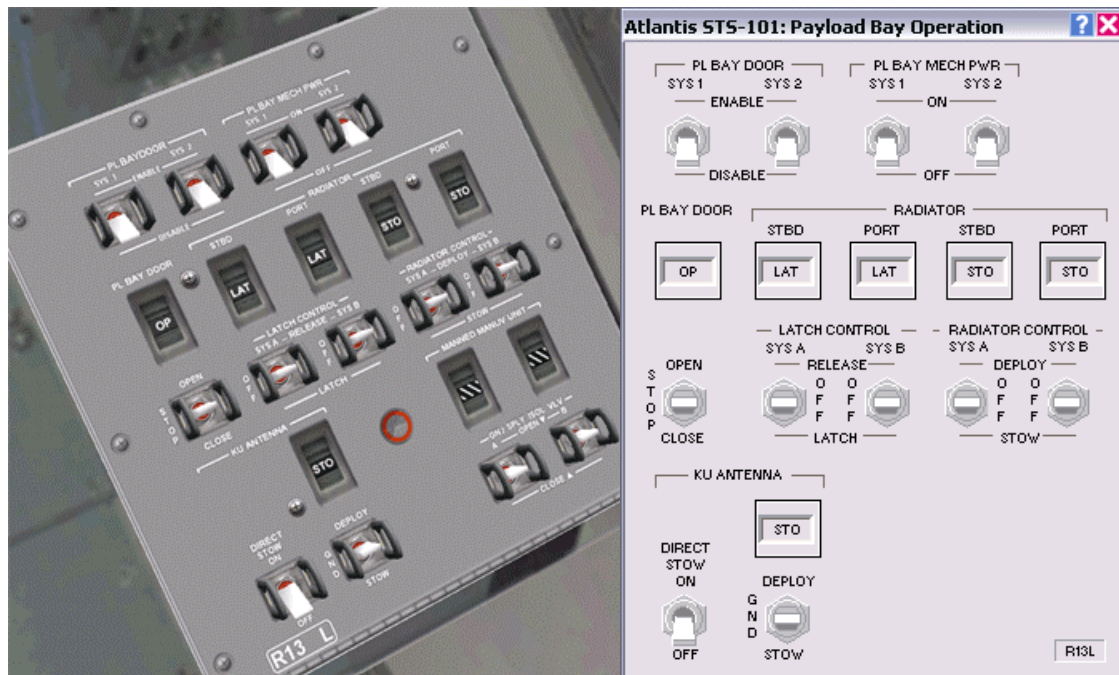 PL BAY MECH PWR
SYS 1 ON SYS 2
OFF
PL BAYDOOR
SYS 1 ENABLE SYS 2
DISABLE
RADIATOR
STBD PORT STBD PORT
PL BAY DOOR
OP LAT LAT STO STO
RADIATOR CONTROL
SYS A - DEPLOY - SYS B
OFF OFF
STOW
LATCH CONTROL
SYS A - RELEASE - SYS B
OFF OFF
LATCH
MANNED MANUV UNIT
OPEN
STOP
CLOSE
GN2 SPLY ISOL VLV
A OPEN▼ B
CLOSE ▲
KU ANTENNA
STO
DIRECT
STOW
ON
OFF
DEPLOY
GND
STOW
R13 L
Atlantis STS-101: Payload Bay Operation ? X
PL BAY DOOR PL BAY MECH PWR
SYS 1 SYS 2 SYS 1 SYS 2
ENABLE ON
DISABLE OFF
PL BAY DOOR RADIATOR
STBD PORT STBD PORT
OP LAT LAT STO STO
LATCH CONTROL RADIATOR CONTROL
SYS A SYS B SYS A SYS B
OPEN RELEASE DEPLOY
STOP OFF OFF OFF OFF
CLOSE LATCH STOW
KU ANTENNA
STO
DIRECT
STOW
ON DEPLOY
GND
OFF STOW
R13L